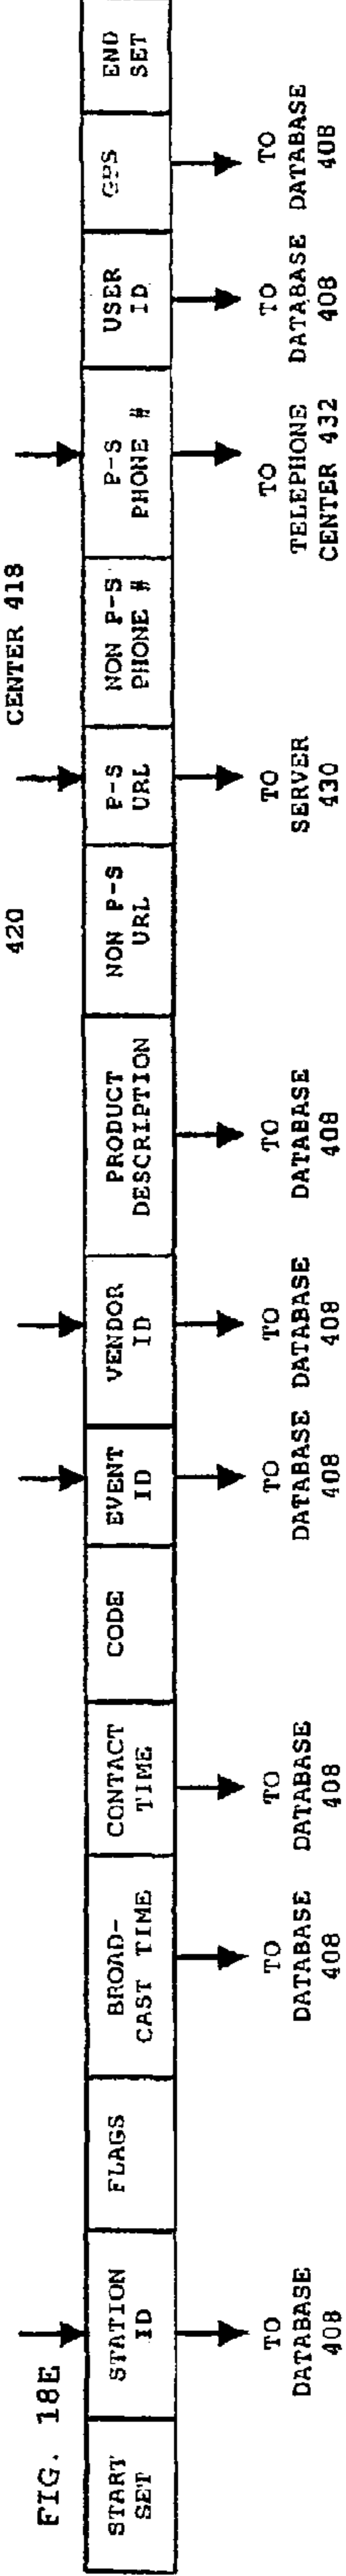 420
CENTER 418
FIG. 18E
START
SET
STATION
ID
FLAGS
BROAD-
CAST TIME
CONTACT
TIME
CODE
EVENT
ID
VENDOR
ID
PRODUCT
DESCRIPTION
NON P-S
URL
P-S
URL
NON P-S
PHONE #
P-S
PHONE #
USER
ID
GPS
END
SET
TO
DATABASE
408
TO
DATABASE
408
TO
DATABASE
408
TO
DATABASE
408
TO
DATABASE
408
TO
DATABASE
408
TO
SERVER
430
TO
TELEPHONE
CENTER 432
TO
DATABASE
408
TO
DATABASE
408